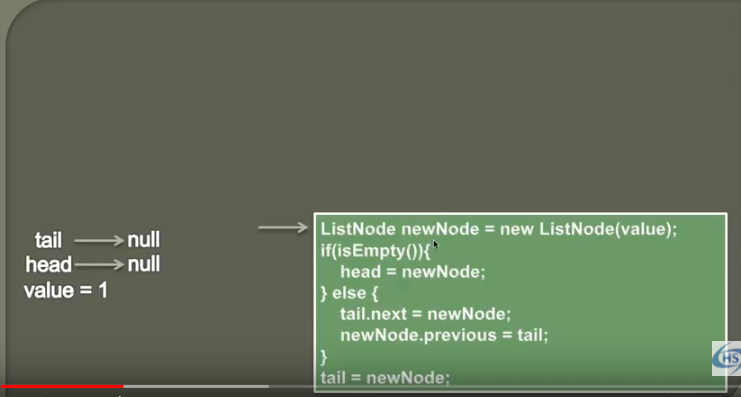 tail null
head null
value = 1
ListNode newNode = new ListNode(value);
if(isEmpty()){
head = newNode;
} else {
tail.next = newNode;
newNode.previous = tail;
}
tail = newNode;
HS